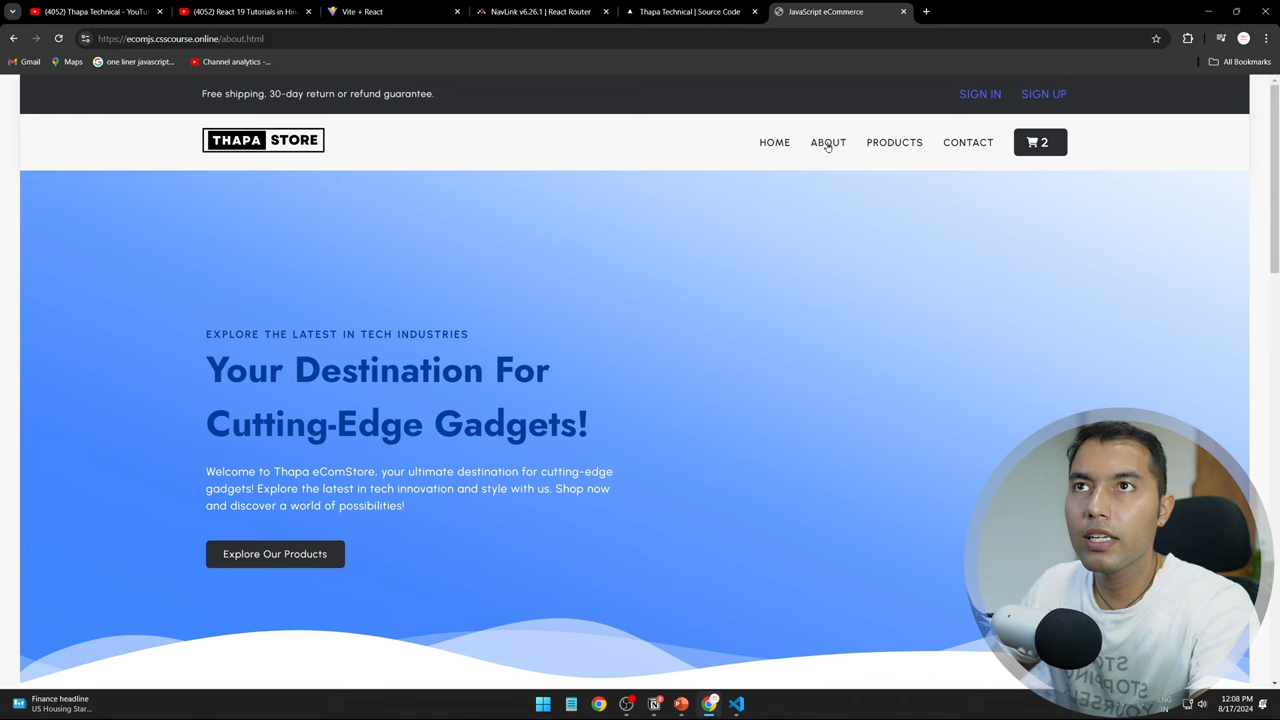 (4052) Thapa Technical - YouTu
(4052) React 19 Tutorials in Hin
Vite + React
NavLink v6.26.1 | React Router
Thapa Technical | Source Code
JavaScript eCommerce
https://ecomjs.csscourse.online/about.html
Gmail
Maps
one liner javascript...
Channel analytics -...
All Bookmarks
Free shipping, 30-day return or refund guarantee.
SIGN IN
SIGN UP
THAPA STORE
HOME
ABOUT
PRODUCTS
CONTACT
2
EXPLORE THE LATEST IN TECH INDUSTRIES
Your Destination For
Cutting-Edge Gadgets!
Welcome to Thapa eComStore, your ultimate destination for cutting-edge
gadgets! Explore the latest in tech innovation and style with us. Shop now
and discover a world of possibilities!
Explore Our Products
Finance headline
US Housing Star...
ENG
IN
12:08 PM
8/17/2024